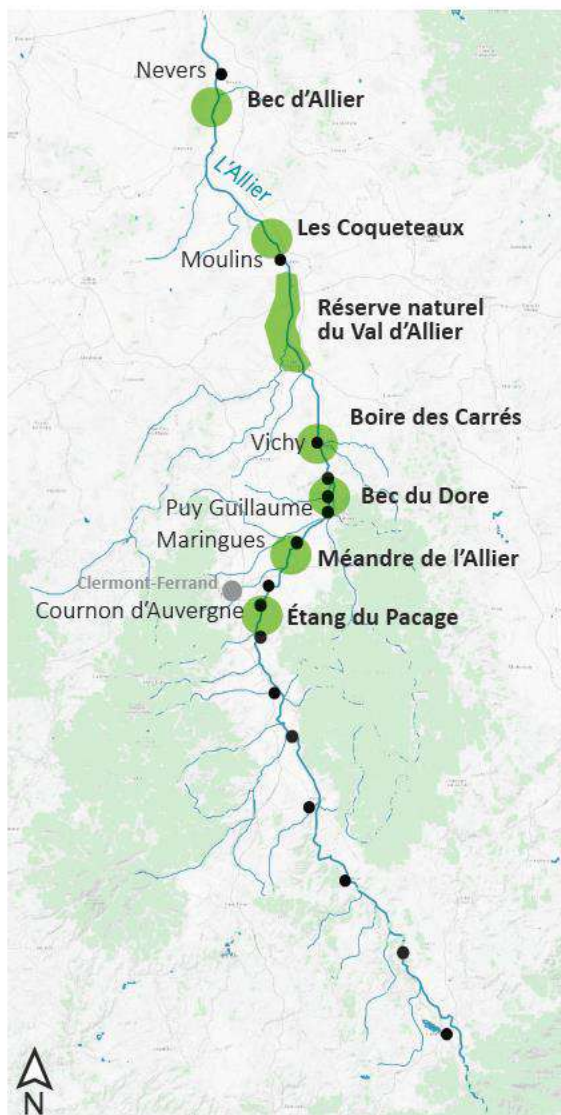 Nevers
Bec d'Allier
L'Allier
Les Coqueteaux
Moulins
Réserve naturel
du Val d'Allier
Boire des Carrés
Vichy
Bec du Dore
Puy Guillaume
Maringues
Méandre de l'Allier
Clermont-Ferrand
Cournon d'Auvergne
Étang du Pacage
N